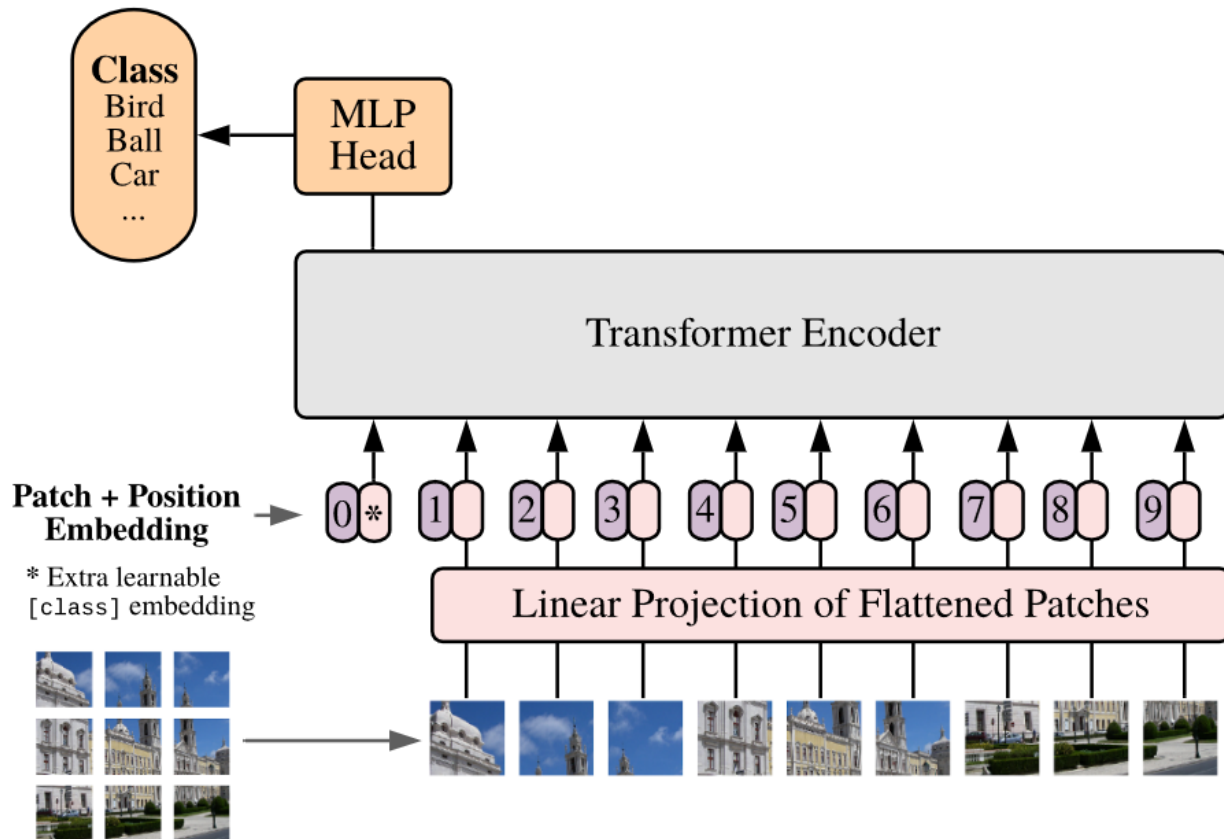 Class
Bird
Ball
Car
...
MLP
Head
Transformer Encoder
Patch + Position
Embedding
0 * 1 2 3 4 5 6 7 8 9
* Extra learnable
[class] embedding
Linear Projection of Flattened Patches